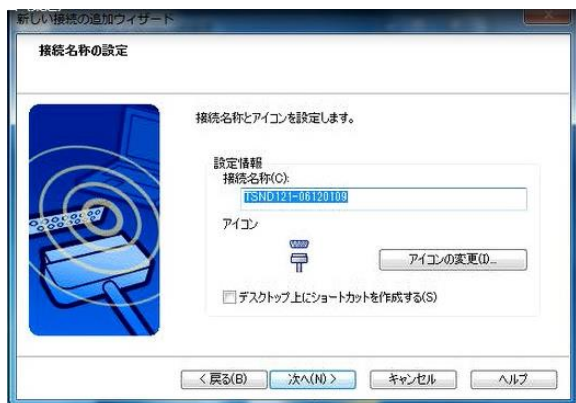 新しい接続の追加ウィザード
接続名称の設定
接続名称とアイコンを設定します。
設定情報
接続名称(C):
TSND121-06120109
アイコン
アイコンの変更(I)...
デスクトップ上にショートカットを作成する(S)
< 戻る(B)
次へ(N) >
キャンセル
ヘルプ